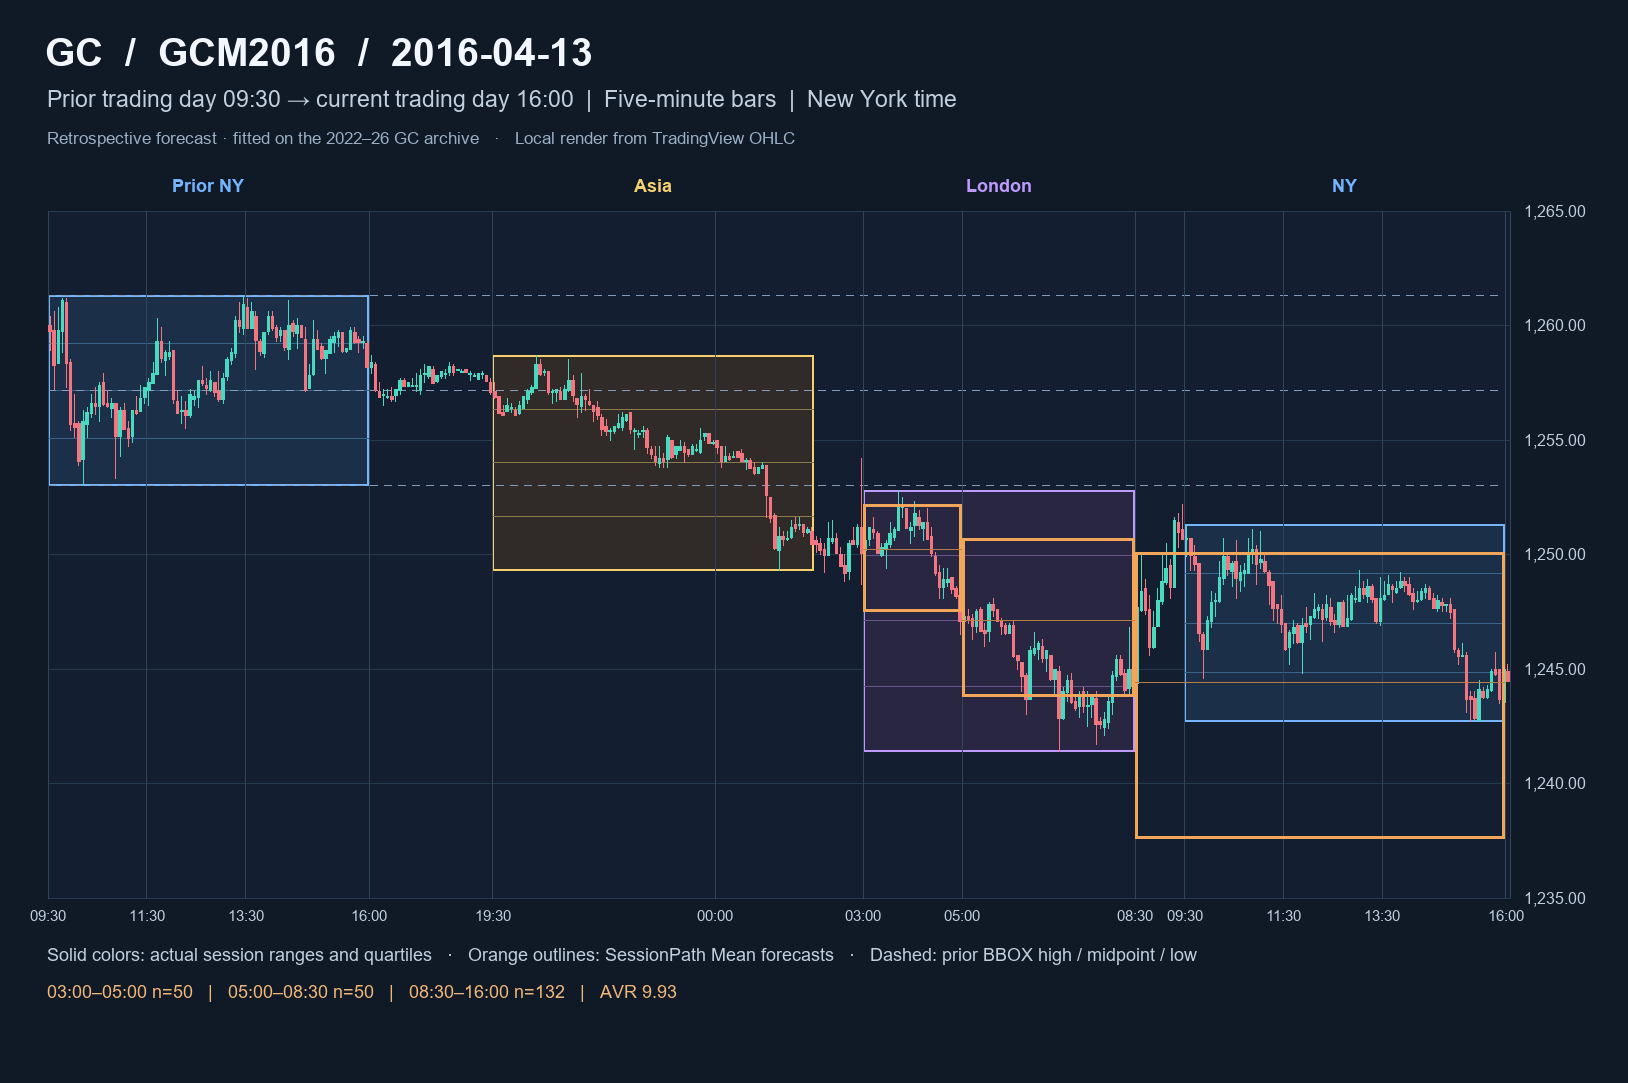 GC / GCM2016 / 2016-04-13
Prior trading day 09:30 → current trading day 16:00 | Five-minute bars | New York time
Retrospective forecast · fitted on the 2022–26 GC archive · Local render from TradingView OHLC
Prior NY Asia London NY
1,265.00
1,260.00
1,255.00
1,250.00
1,245.00
1,240.00
1,235.00
09:30 11:30 13:30 16:00 19:30 00:00 03:00 05:00 08:30 09:30 11:30 13:30 16:00
Solid colors: actual session ranges and quartiles · Orange outlines: SessionPath Mean forecasts · Dashed: prior BBOX high / midpoint / low
03:00–05:00 n=50 | 05:00–08:30 n=50 | 08:30–16:00 n=132 | AVR 9.93